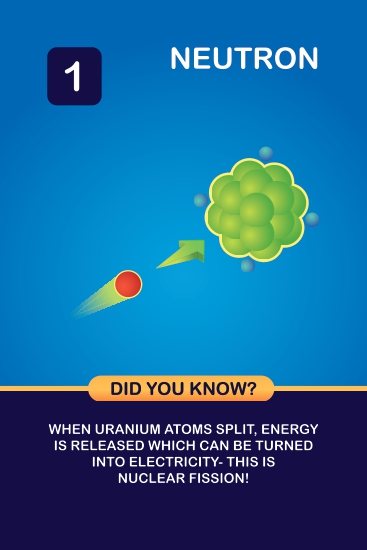 1
NEUTRON
DID YOU KNOW?
WHEN URANIUM ATOMS SPLIT, ENERGY
IS RELEASED WHICH CAN BE TURNED
INTO ELECTRICITY- THIS IS
NUCLEAR FISSION!